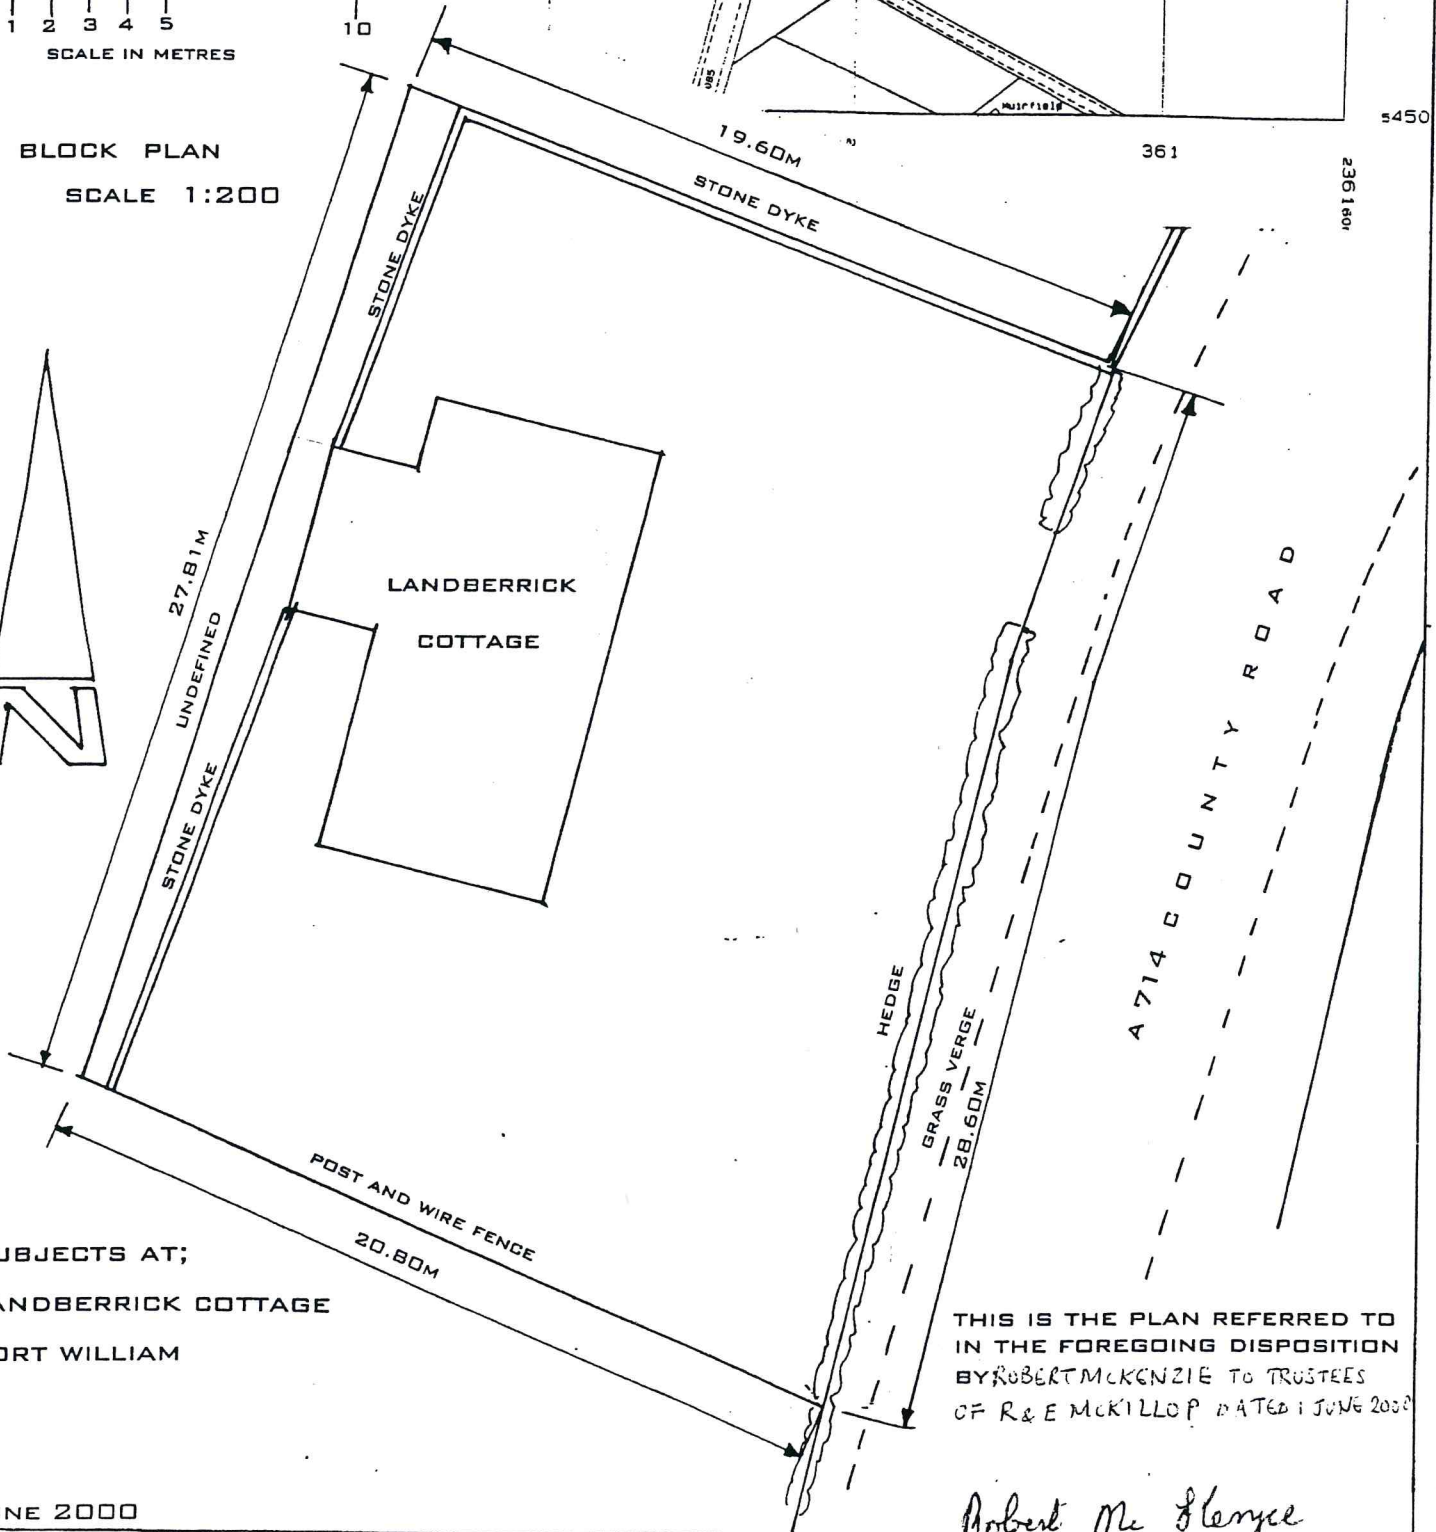 1 2 3 4 5 10
SCALE IN METRES
085
Muirfield
5450
361
236160
BLOCK PLAN
SCALE 1:200
19.60M
STONE DYKE
STONE DYKE
27.81M
UNDEFINED
STONE DYKE
LANDBERRICK
COTTAGE
N
HEDGE
GRASS VERGE
28.60M
A714 COUNTY ROAD
POST AND WIRE FENCE
20.80M
UBJECTS AT;
ANDBERRICK COTTAGE
ORT WILLIAM
NE 2000
THIS IS THE PLAN REFERRED TO
IN THE FOREGOING DISPOSITION
BY ROBERT MCKENZIE TO TRUSTEES
OF R & E MCKILLOP DATED 1 JUNE
Robert Mc